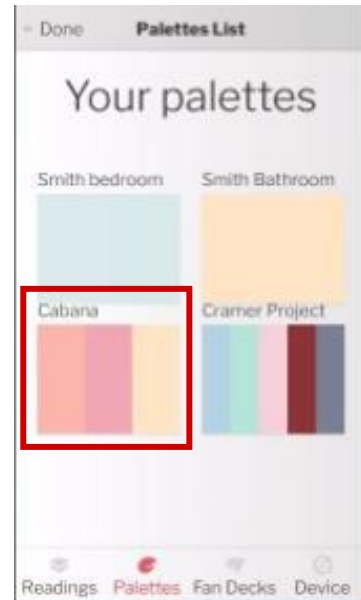 Done Palettes List
Your palettes
Smith bedroom Smith Bathroom
Cabana Cramer Project
Readings Palettes Fan Decks Device